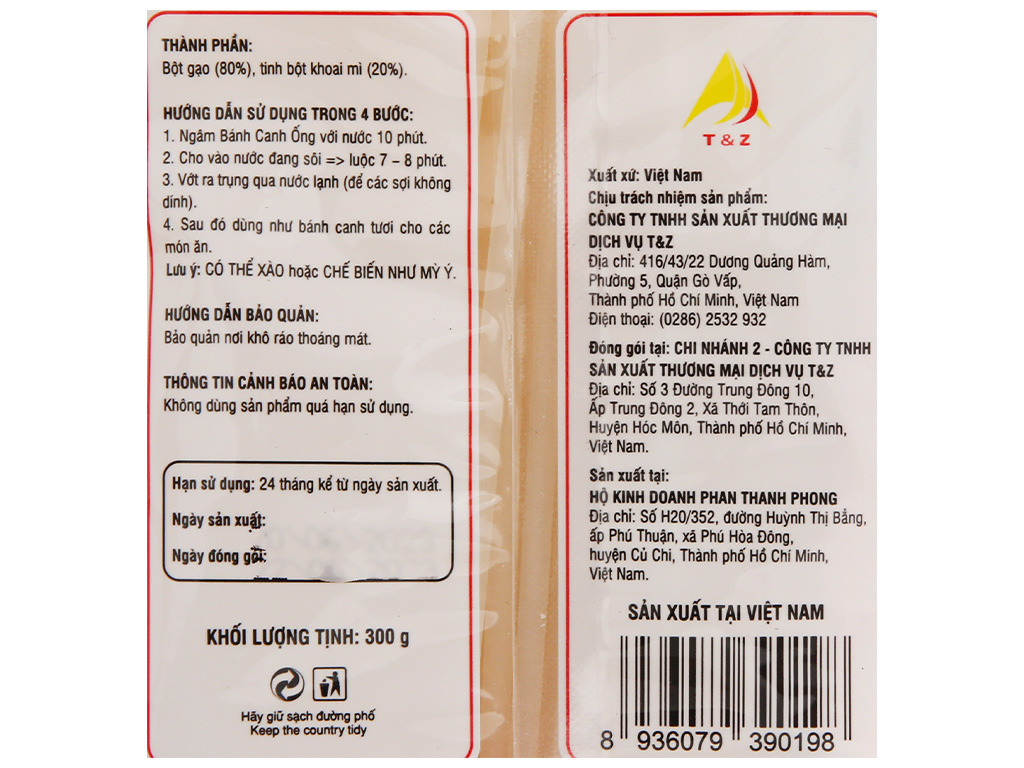 THÀNH PHẦN:
Bột gạo (80%), tinh bột khoai mì (20%).
HƯỚNG DẪN SỬ DỤNG TRONG 4 BƯỚC:
1. Ngâm Bánh Canh Ống với nước 10 phút.
2. Cho vào nước đang sôi => luộc 7 – 8 phút.
3. Vớt ra trụng qua nước lạnh (để các sợi không
dính).
4. Sau đó dùng như bánh canh tươi cho các
món ăn.
Lưu ý: CÓ THỂ XÀO hoặc CHẾ BIẾN NHƯ MỲ Ý.
HƯỚNG DẪN BẢO QUẢN:
Bảo quản nơi khô ráo thoáng mát.
THÔNG TIN CẢNH BÁO AN TOÀN:
Không dùng sản phẩm quá hạn sử dụng.
Hạn sử dụng: 24 tháng kể từ ngày sản xuất.
Ngày sản xuất:
Ngày đóng gói:
KHỐI LƯỢNG TỊNH: 300 g
Hãy giữ sạch đường phố
Keep the country tidy
T & Z
Xuất xứ: Việt Nam
Chịu trách nhiệm sản phẩm:
CÔNG TY TNHH SẢN XUẤT THƯƠNG MẠI
DỊCH VỤ T&Z
Địa chỉ: 416/43/22 Dương Quảng Hàm,
Phường 5, Quận Gò Vấp,
Thành phố Hồ Chí Minh, Việt Nam
Điện thoại: (0286) 2532 932
Đóng gói tại: CHI NHÁNH 2 - CÔNG TY TNHH
SẢN XUẤT THƯƠNG MẠI DỊCH VỤ T&Z
Địa chỉ: Số 3 Đường Trung Đông 10,
Ấp Trung Đông 2, Xã Thới Tam Thôn,
Huyện Hóc Môn, Thành phố Hồ Chí Minh,
Việt Nam.
Sản xuất tại:
HỘ KINH DOANH PHAN THANH PHONG
Địa chỉ: Số H20/352, đường Huỳnh Thị Bẳng,
ấp Phú Thuận, xã Phú Hòa Đông,
huyện Củ Chi, Thành phố Hồ Chí Minh,
Việt Nam.
SẢN XUẤT TẠI VIỆT NAM
8 936079 390198